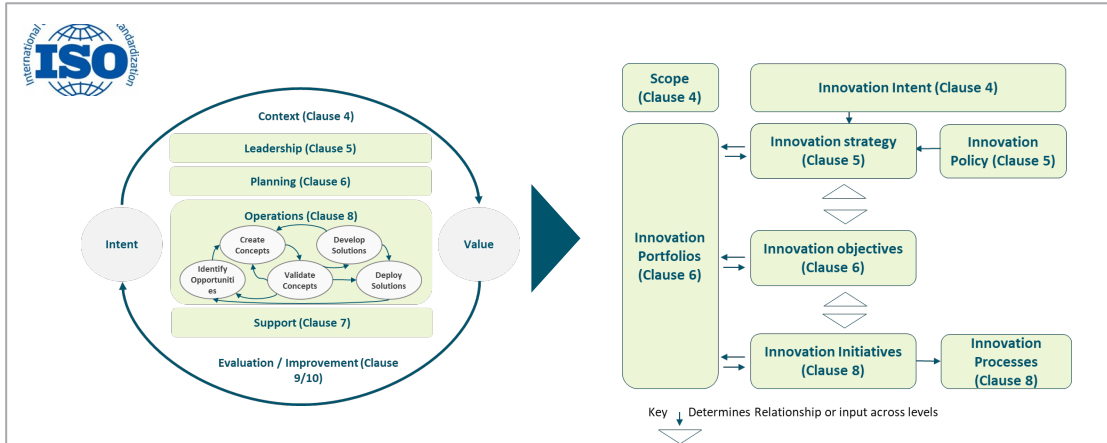 International
Standardization
ISO
Context (Clause 4)
Leadership (Clause 5)
Planning (Clause 6)
Operations (Clause 8)
Create
Concepts
Develop
Solutions
Identify
Opportuniti
es
Validate
Concepts
Deploy
Solutions
Intent
Value
Support (Clause 7)
Evaluation / Improvement (Clause
9/10)
Scope
(Clause 4)
Innovation Intent (Clause 4)
Innovation
Portfolios
(Clause 6)
Innovation strategy
(Clause 5)
Innovation
Policy (Clause 5)
Innovation objectives
(Clause 6)
Innovation Initiatives
(Clause 8)
Innovation
Processes
(Clause 8)
Key Determines Relationship or input across levels